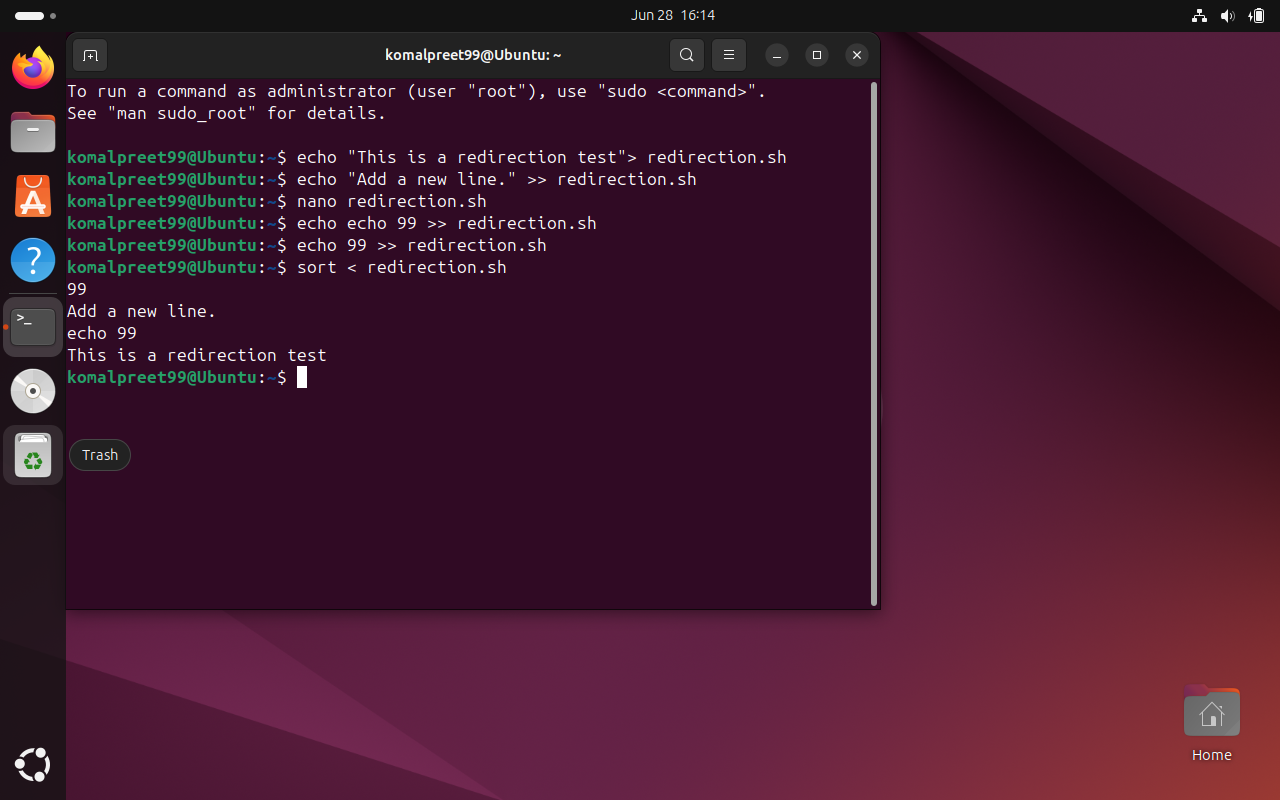 Jun 28 16:14
komalpreet99@Ubuntu: ~
To run a command as administrator (user "root"), use "sudo <command>".
See "man sudo_root" for details.
komalpreet99@Ubuntu:~$ echo "This is a redirection test"> redirection.sh
komalpreet99@Ubuntu:~$ echo "Add a new line." >> redirection.sh
komalpreet99@Ubuntu:~$ nano redirection.sh
komalpreet99@Ubuntu:~$ echo echo 99 >> redirection.sh
komalpreet99@Ubuntu:~$ echo 99 >> redirection.sh
komalpreet99@Ubuntu:~$ sort < redirection.sh
99
Add a new line.
echo 99
This is a redirection test
komalpreet99@Ubuntu:~$
Trash
Home